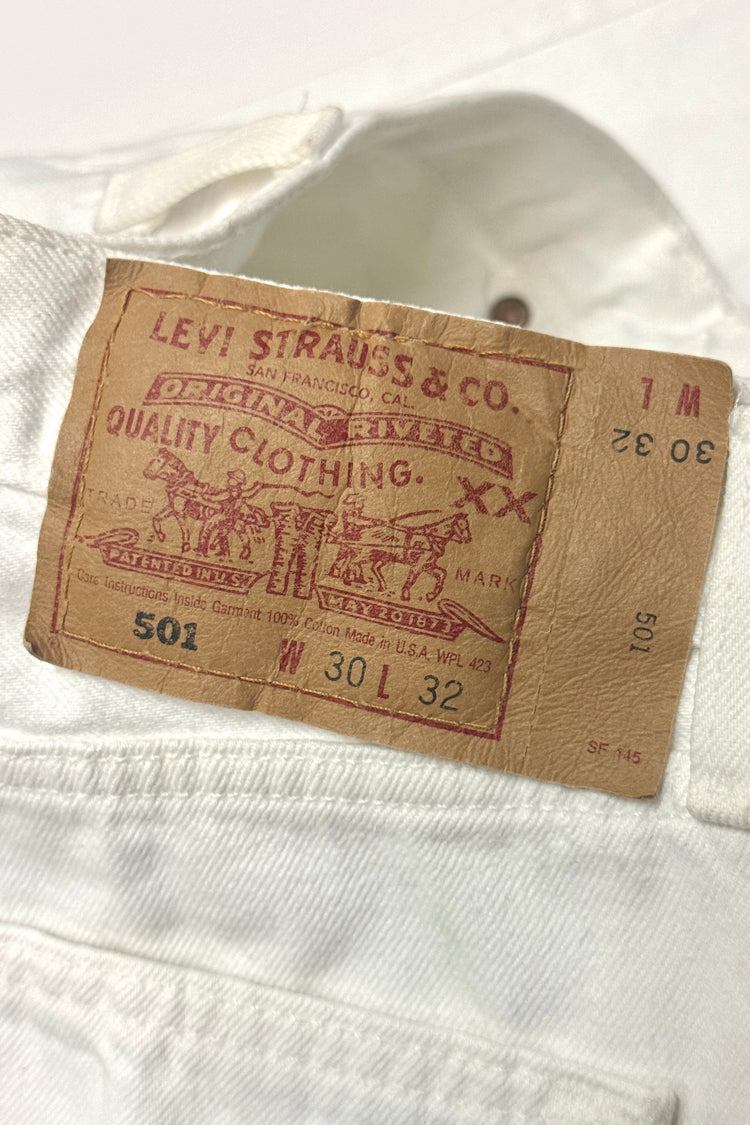 LEVI STRAUSS & CO.
SAN FRANCISCO, CAL.
ORIGINAL RIVETED
QUALITY CLOTHING.
XX
TRADE MARK
PATENTED IN U.S. MAY 20 1873
Care Instructions Inside Garment 100% Cotton Made in U.S.A. WPL 423
501 W 30 L 32
W L
30 32
501
SF 145